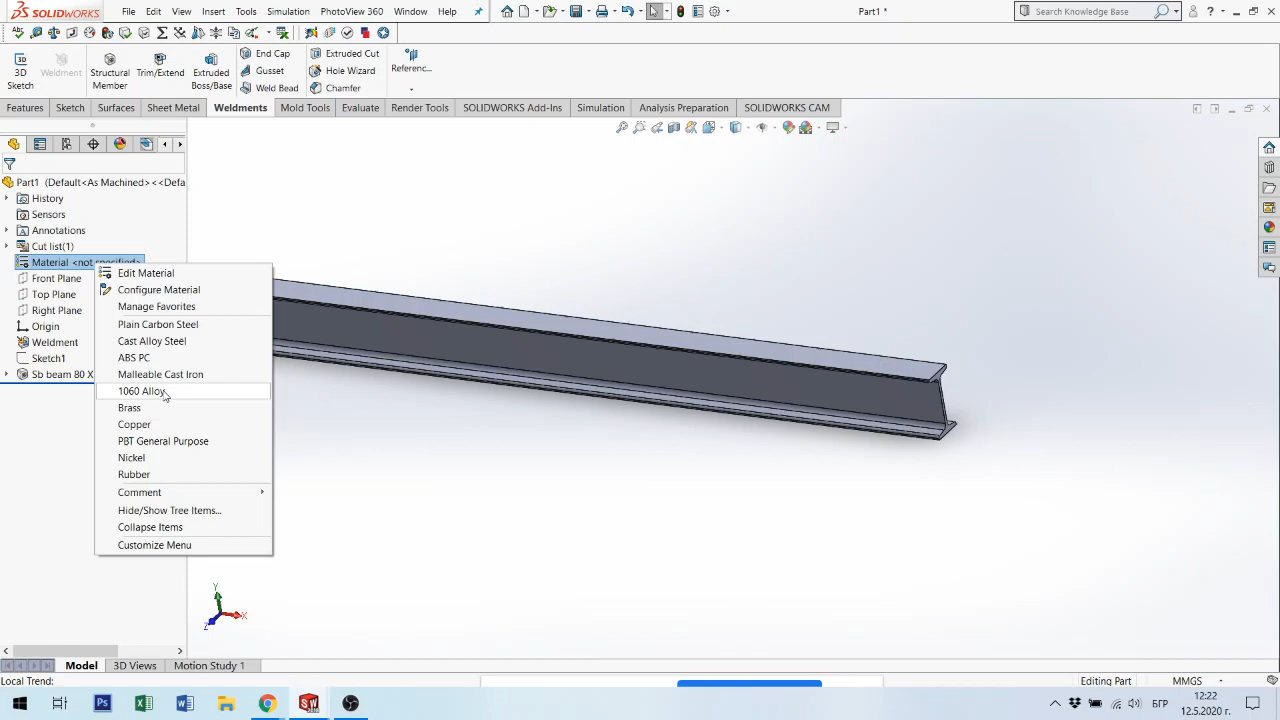 SOLIDWORKS File Edit View Insert Tools Simulation PhotoView 360 Window Help Part1 * Search Knowledge Base
3D Sketch
Weldment
Structural Member
Trim/Extend
Extruded Boss/Base
End Cap
Gusset
Weld Bead
Extruded Cut
Hole Wizard
Chamfer
Referenc...
Features Sketch Surfaces Sheet Metal Weldments Mold Tools Evaluate Render Tools SOLIDWORKS Add-Ins Simulation Analysis Preparation SOLIDWORKS CAM
Part1 (Default<As Machined><<Defa
History
Sensors
Annotations
Cut list(1)
Material <not specified>
Front Plane
Top Plane
Right Plane
Origin
Weldment
Sketch1
Sb beam 80 X
Edit Material
Configure Material
Manage Favorites
Plain Carbon Steel
Cast Alloy Steel
ABS PC
Malleable Cast Iron
1060 Alloy
Brass
Copper
PBT General Purpose
Nickel
Rubber
Comment
Hide/Show Tree Items...
Collapse Items
Customize Menu
Y
X
Z
Model 3D Views Motion Study 1
Local Trend: Editing Part MMGS
БГР
12:22
12.5.2020 г.